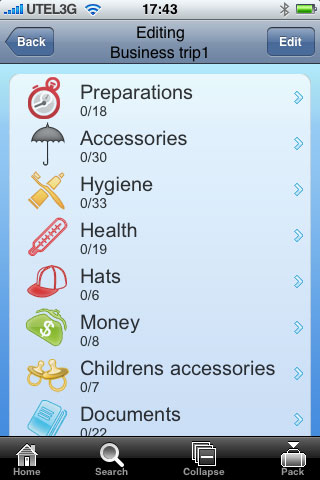 UTEL3G 17:43
Back
Editing
Business trip1
Edit
Preparations
0/18
Accessories
0/30
Hygiene
0/33
Health
0/19
Hats
0/6
Money
0/8
Childrens accessories
0/7
Documents
0/22
Home Search Collapse Pack